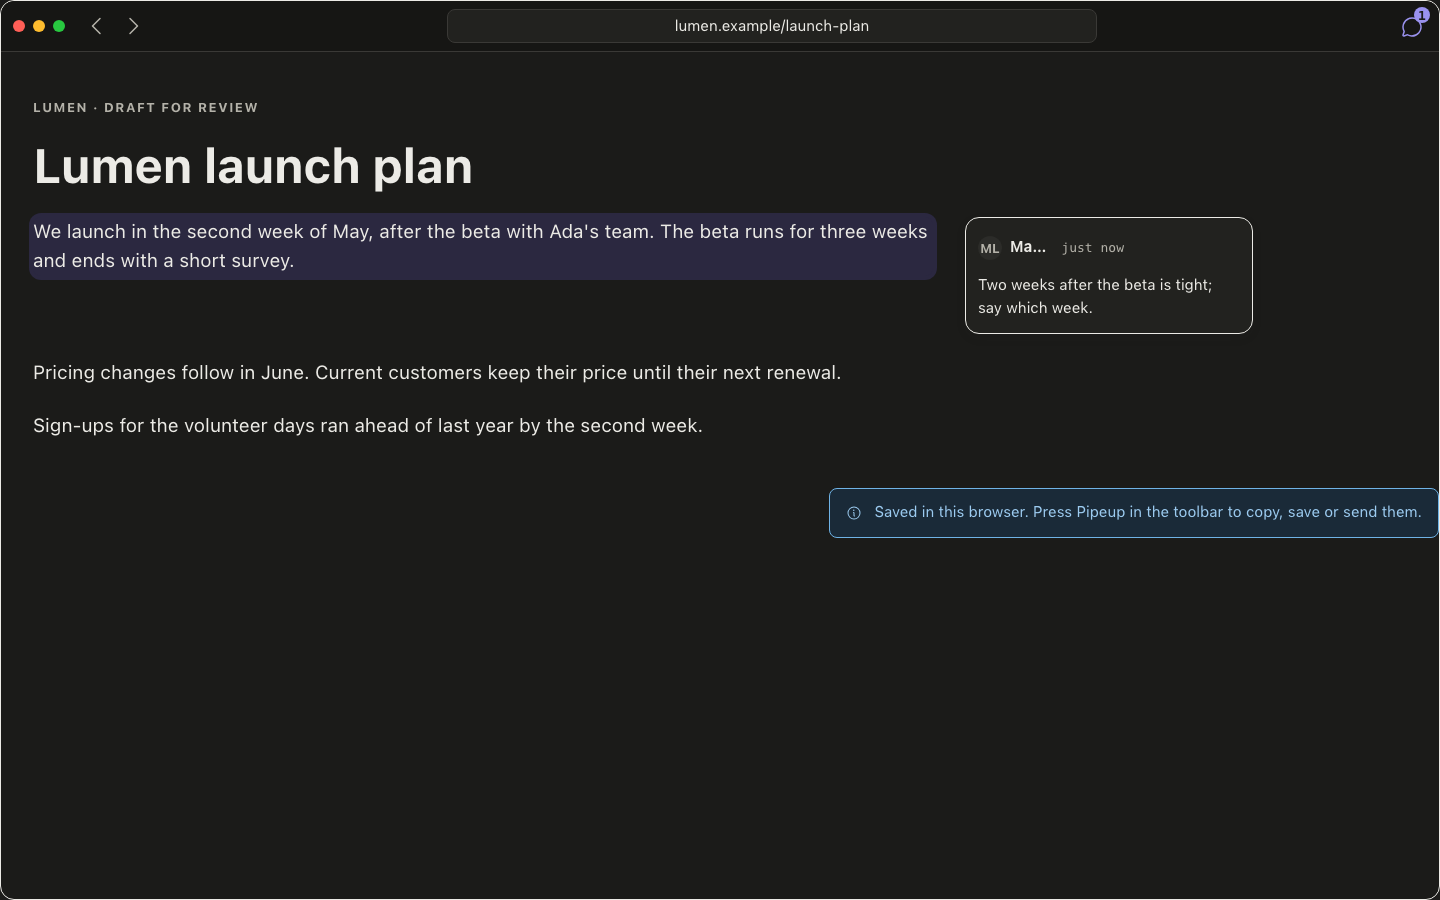 lumen.example/launch-plan
1
LUMEN · DRAFT FOR REVIEW
Lumen launch plan
We launch in the second week of May, after the beta with Ada's team. The beta runs for three weeks
and ends with a short survey.
ML Ma... just now
Two weeks after the beta is tight;
say which week.
Pricing changes follow in June. Current customers keep their price until their next renewal.
Sign-ups for the volunteer days ran ahead of last year by the second week.
Saved in this browser. Press Pipeup in the toolbar to copy, save or send them.